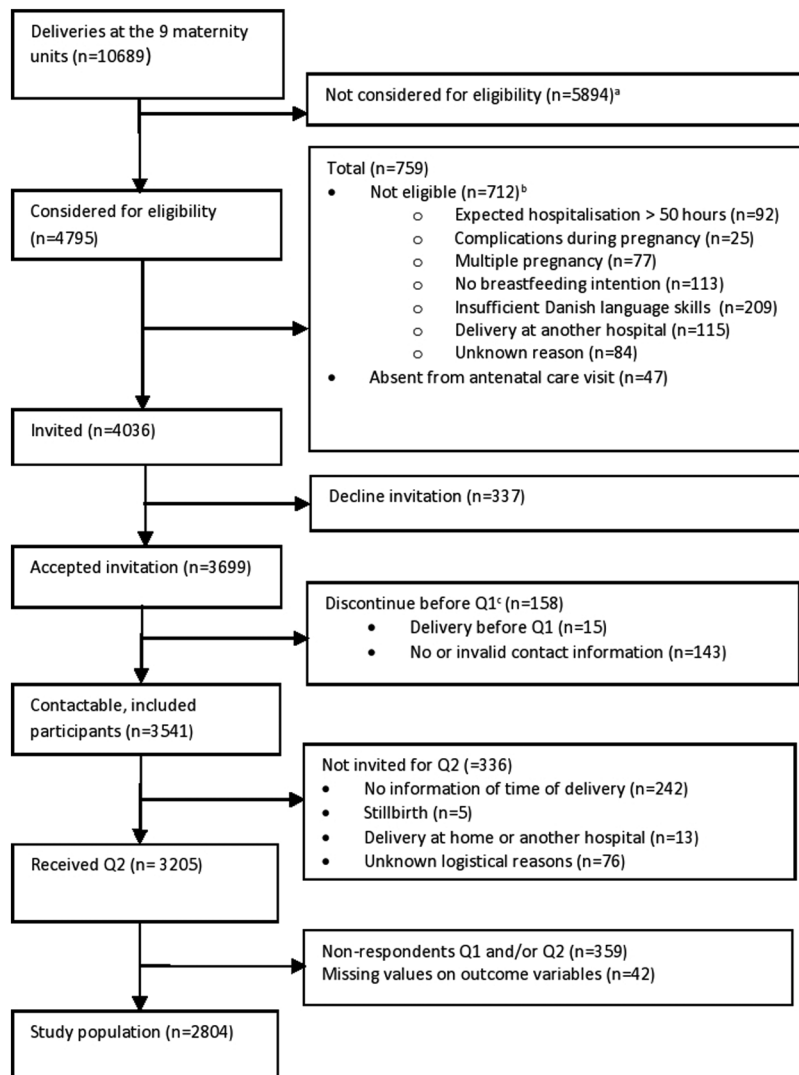 Deliveries at the 9 maternity
units (n=10689)
Not considered for eligibility (n=5894)ᵃ
Total (n=759)
• Not eligible (n=712)ᵇ
Considered for eligibility
(n=4795)
o Expected hospitalisation > 50 hours (n=92)
o Complications during pregnancy (n=25)
o Multiple pregnancy (n=77)
o No breastfeeding intention (n=113)
o Insufficient Danish language skills (n=209)
o Delivery at another hospital (n=115)
o Unknown reason (n=84)
• Absent from antenatal care visit (n=47)
Invited (n=4036)
Decline invitation (n=337)
Accepted invitation (n=3699)
Discontinue before Q1ᶜ (n=158)
• Delivery before Q1 (n=15)
• No or invalid contact information (n=143)
Contactable, included
participants (n=3541)
Not invited for Q2 (=336)
• No information of time of delivery (n=242)
• Stillbirth (n=5)
• Delivery at home or another hospital (n=13)
• Unknown logistical reasons (n=76)
Received Q2 (n= 3205)
Non-respondents Q1 and/or Q2 (n=359)
Missing values on outcome variables (n=42)
Study population (n=2804)